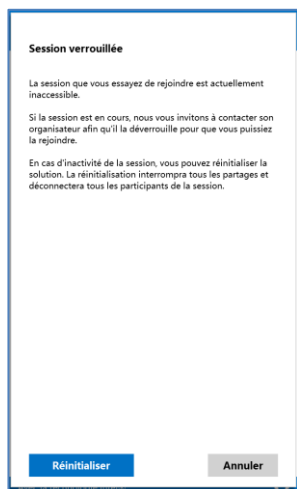 Session verrouillée
La session que vous essayez de rejoindre est actuellement
inaccessible.
Si la session est en cours, nous vous invitons à contacter son
organisateur afin qu'il la déverrouille pour que vous puissiez
la rejoindre.
En cas d'inactivité de la session, vous pouvez réinitialiser la
solution. La réinitialisation interrompra tous les partages et
déconnectera tous les participants de la session.
Réinitialiser
Annuler